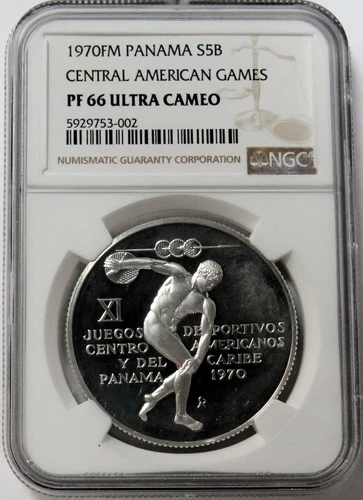 1970FM PANAMA S5B
CENTRAL AMERICAN GAMES
PF 66 ULTRA CAMEO
5929753-002
NUMISMATIC GUARANTY CORPORATION
NGC
XI
JUEGOS DEPORTIVOS
CENTRO AMERICANOS
Y DEL CARIBE
PANAMA 1970